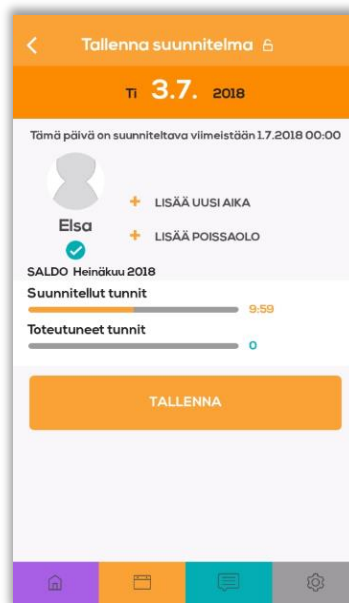 Tallenna suunnitelma
Ti 3.7. 2018
Tämä päivä on suunniteltava viimeistään 1.7.2018 00:00
+ LISÄÄ UUSI AIKA
Elsa
+ LISÄÄ POISSAOLO
SALDO Heinäkuu 2018
Suunnitellut tunnit
9:59
Toteutuneet tunnit
0
TALLENNA